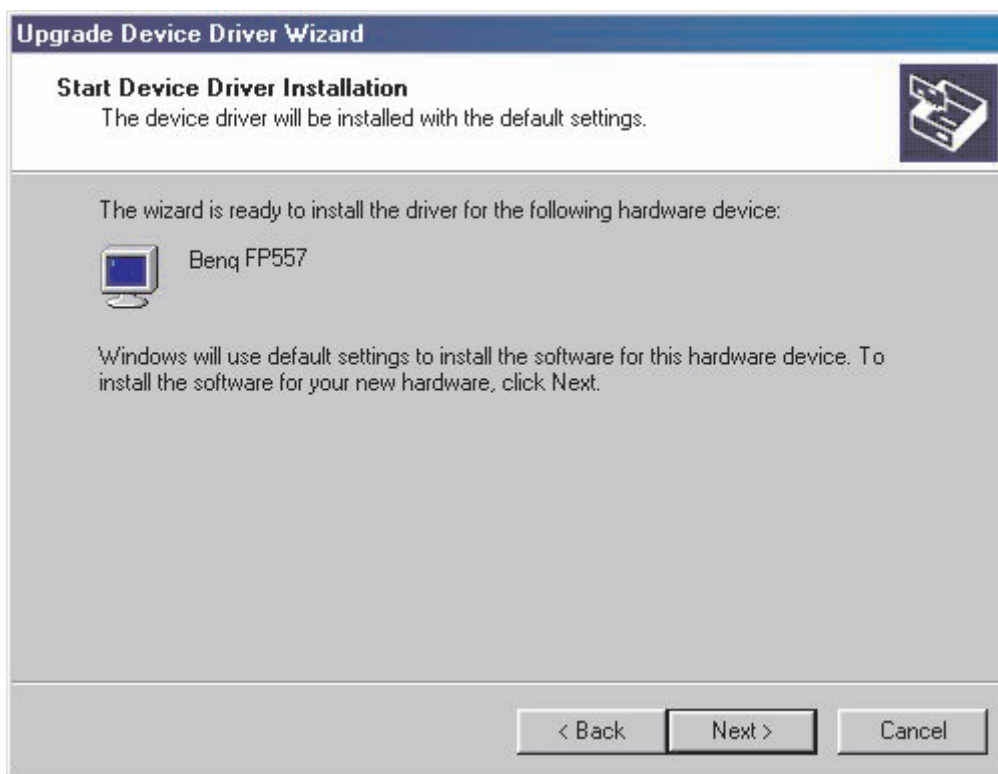 Upgrade Device Driver Wizard
Start Device Driver Installation
The device driver will be installed with the default settings.
The wizard is ready to install the driver for the following hardware device:
Benq FP557
Windows will use default settings to install the software for this hardware device. To
install the software for your new hardware, click Next.
< Back Next > Cancel